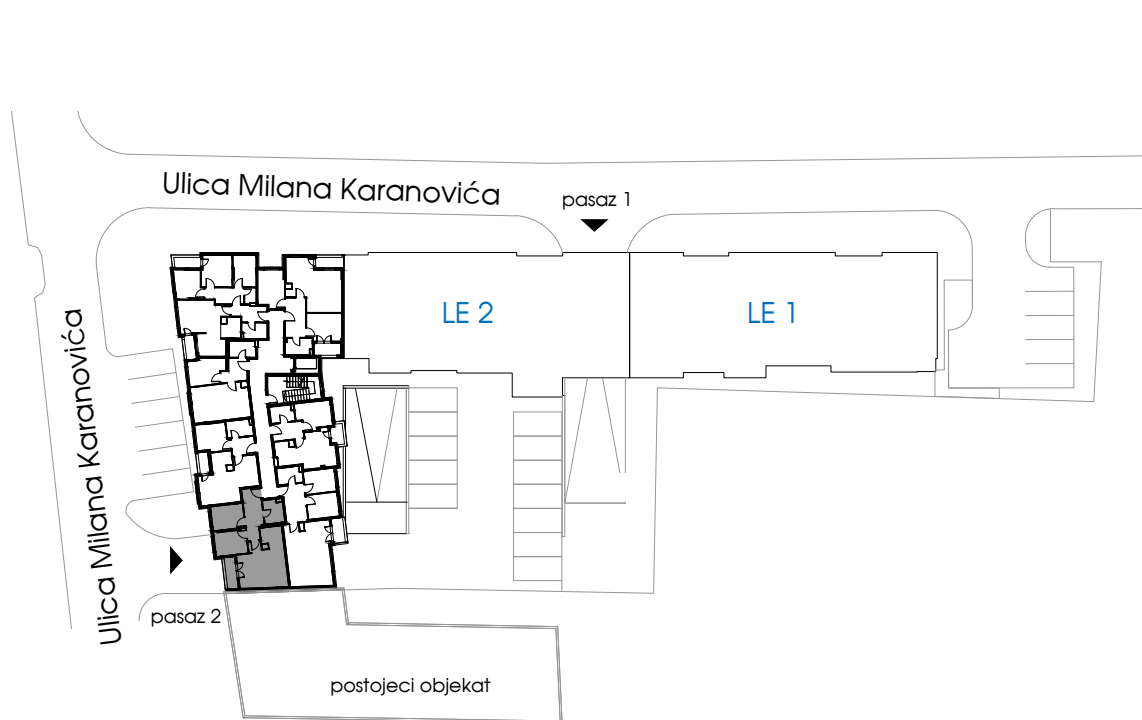 Ulica Milana Karanovića
pasaz 1
LE 2
LE 1
Ulica Milana Karanovića
pasaz 2
postojeci objekat